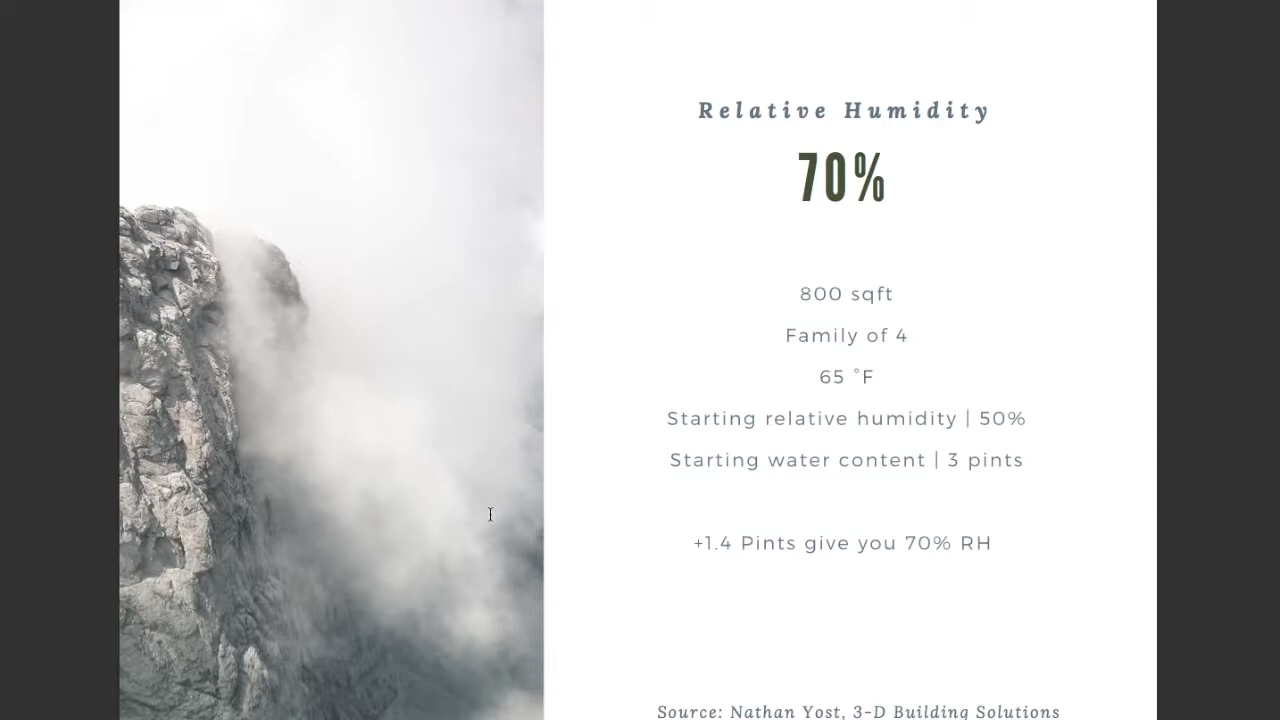 Relative Humidity
70%
800 sqft
Family of 4
65 °F
Starting relative humidity | 50%
Starting water content | 3 pints
+1.4 Pints give you 70% RH
Source: Nathan Yost, 3-D Building Solutions